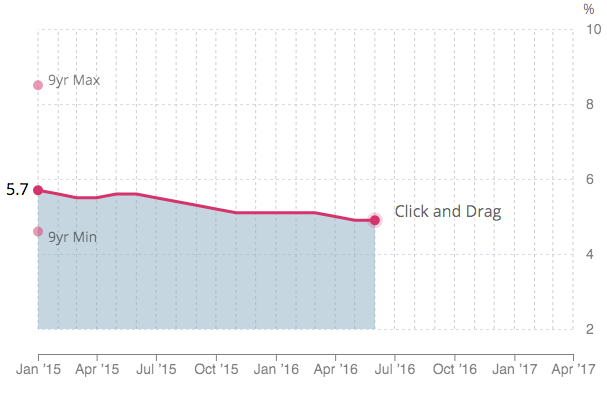 %
10
9yr Max
8
5.7
6
Click and Drag
9yr Min
4
2
Jan ’15 Apr ’15 Jul ’15 Oct ’15 Jan ’16 Apr ’16 Jul ’16 Oct ’16 Jan ’17 Apr ’17